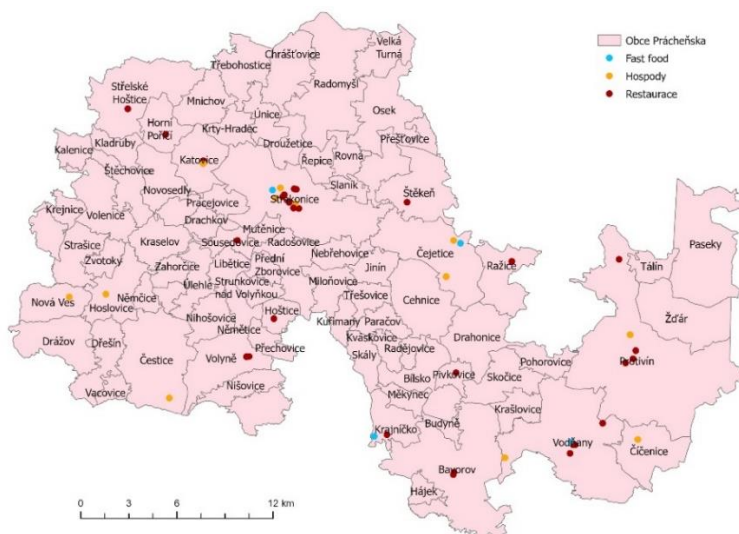 Obce Prácheňska
Fast food
Hospody
Restaurace
Velká
Turná
Chrášťovice
Třebohostice
Radomyšl
Střelské
Hoštice
Mnichov
Únice
Osek
Horní
Poříčí
Krty-Hradec
Droužetice
Přešťovice
Kladruby
Kalenice
Katovice
Řepice
Rovná
Štěchovice
Slaník
Novosedly
Strakonice
Štěkeň
Krejnice
Volenice
Pracejovice
Drachkov
Mutěnice
Paseky
Strašice
Kraselov
Sousedovice
Radošovice
Čejetice
Zvotoky
Zahorčice
Libětice
Přední
Zborovice
Nebřehovice
Jinín
Ražice
Tálín
Nová Ves
Hoslovice
Němčice
Úlehle
Strunkovice
nad Volyňkou
Miloňovice
Třešovice
Cehnice
Žďár
Nihošovice
Hoštice
Němětice
Kuřimany
Paračov
Drážov
Dřešín
Přechovice
Kváskovice
Radějovice
Drahonice
Čestice
Volyně
Skály
Pohorovice
Protivín
Vacovice
Nišovice
Bílsko
Pivkovice
Skočice
Měkynec
Krašlovice
Krajníčko
Budyně
Vodňany
Číčenice
Bavorov
Hájek
0 3 6 12 km